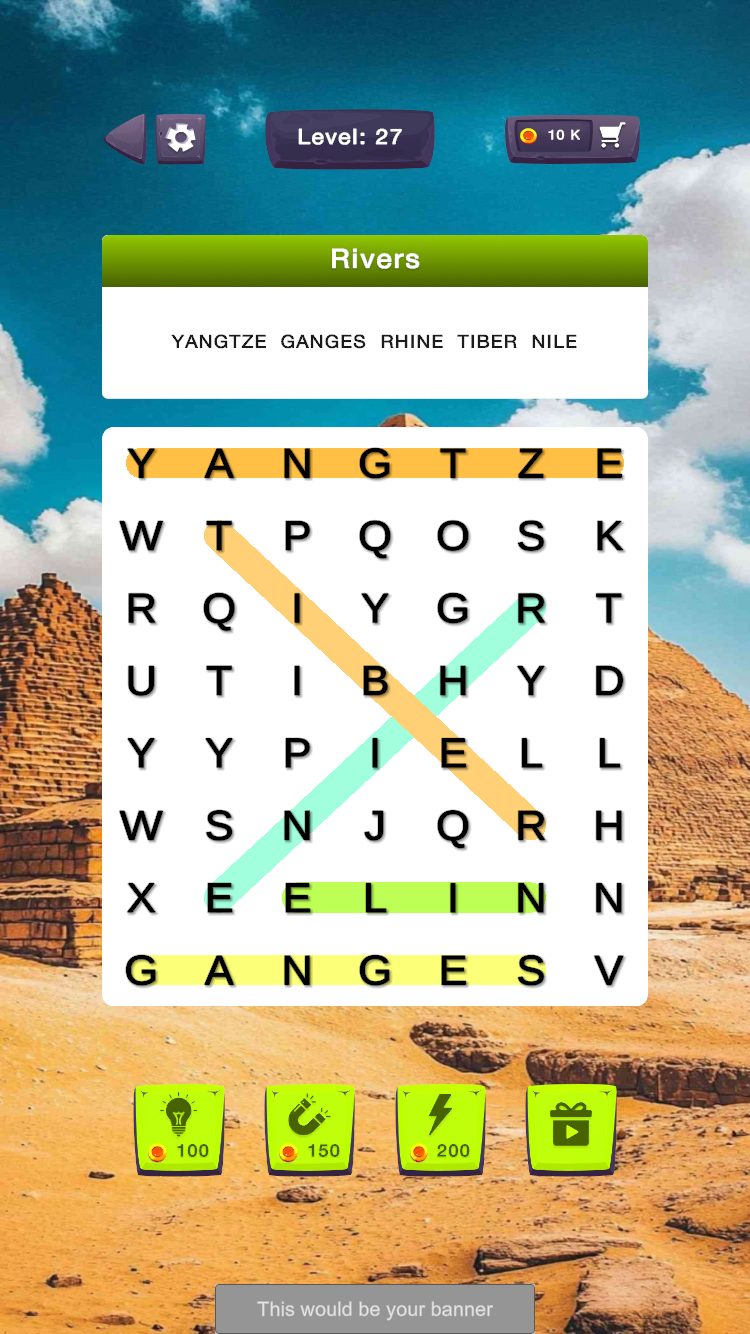 Level: 27
10 K
Rivers
YANGTZE GANGES RHINE TIBER NILE
Y A N G T Z E
W T P Q O S K
R Q I Y G R T
U T I B H Y D
Y Y P I E L L
W S N J Q R H
X E E L I N N
G A N G E S V
100 150 200
This would be your banner